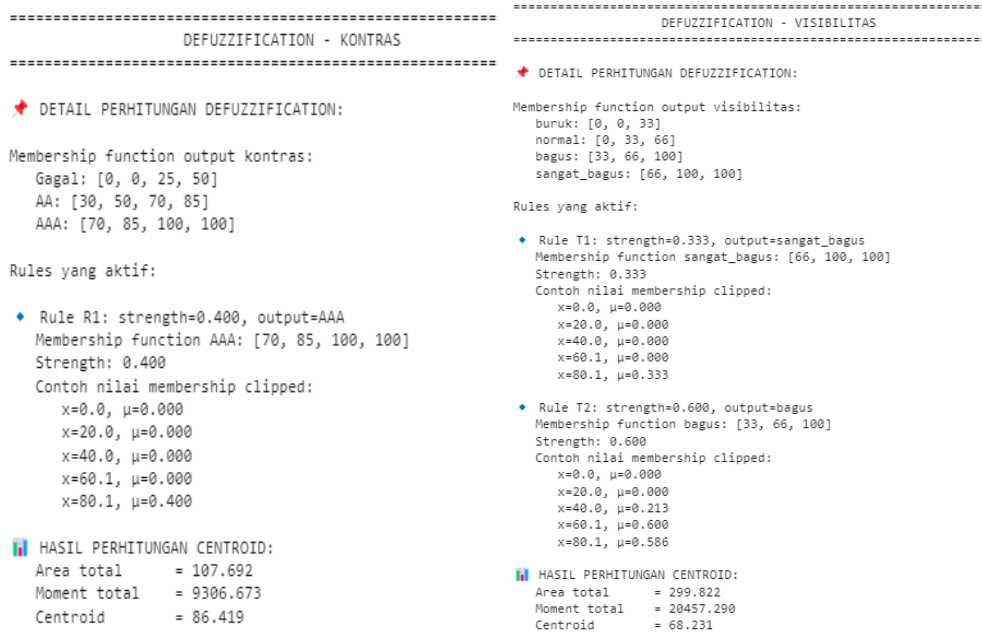 ================================================================
DEFUZZIFICATION - KONTRAS
================================================================
📌 DETAIL PERHITUNGAN DEFUZZIFICATION:
Membership function output kontras:
Gagal: [0, 0, 25, 50]
AA: [30, 50, 70, 85]
AAA: [70, 85, 100, 100]
Rules yang aktif:
🔹 Rule R1: strength=0.400, output=AAA
Membership function AAA: [70, 85, 100, 100]
Strength: 0.400
Contoh nilai membership clipped:
x=0.0, μ=0.000
x=20.0, μ=0.000
x=40.0, μ=0.000
x=60.1, μ=0.000
x=80.1, μ=0.400
📊 HASIL PERHITUNGAN CENTROID:
Area total = 107.692
Moment total = 9306.673
Centroid = 86.419
================================================================
DEFUZZIFICATION - VISIBILITAS
================================================================
📌 DETAIL PERHITUNGAN DEFUZZIFICATION:
Membership function output visibilitas:
buruk: [0, 0, 33]
normal: [0, 33, 66]
bagus: [33, 66, 100]
sangat_bagus: [66, 100, 100]
Rules yang aktif:
🔹 Rule T1: strength=0.333, output=sangat_bagus
Membership function sangat_bagus: [66, 100, 100]
Strength: 0.333
Contoh nilai membership clipped:
x=0.0, μ=0.000
x=20.0, μ=0.000
x=40.0, μ=0.000
x=60.1, μ=0.000
x=80.1, μ=0.333
🔹 Rule T2: strength=0.600, output=bagus
Membership function bagus: [33, 66, 100]
Strength: 0.600
Contoh nilai membership clipped:
x=0.0, μ=0.000
x=20.0, μ=0.000
x=40.0, μ=0.213
x=60.1, μ=0.600
x=80.1, μ=0.586
📊 HASIL PERHITUNGAN CENTROID:
Area total = 299.822
Moment total = 20457.290
Centroid = 68.231